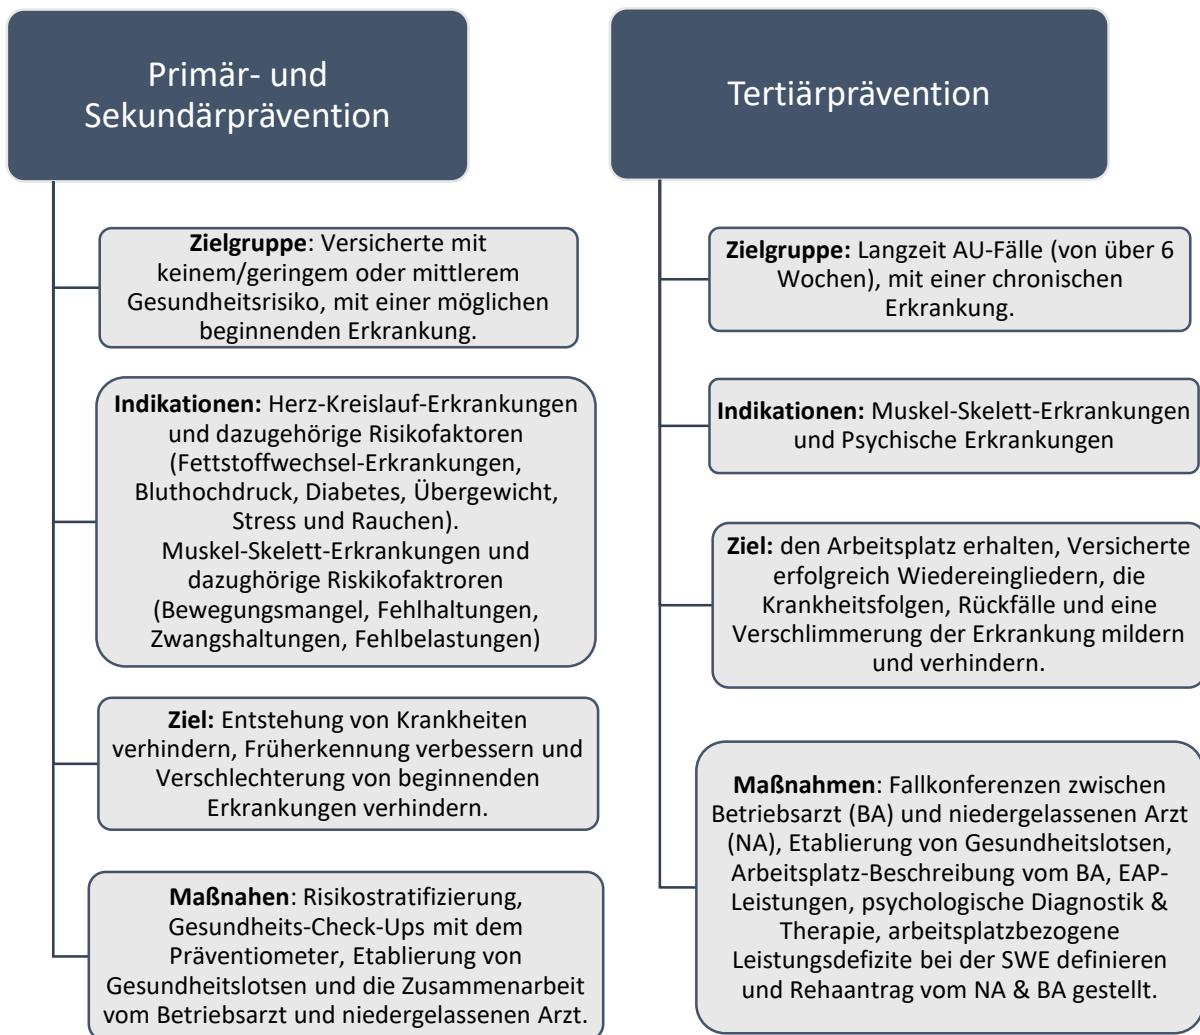 Primär- und
Sekundärprävention
Zielgruppe: Versicherte mit
keinem/geringem oder mittlerem
Gesundheitsrisiko, mit einer möglichen
beginnenden Erkrankung.
Indikationen: Herz-Kreislauf-Erkrankungen
und dazugehörige Risikofaktoren
(Fettstoffwechsel-Erkrankungen,
Bluthochdruck, Diabetes, Übergewicht,
Stress und Rauchen).
Muskel-Skelett-Erkrankungen und
dazughörige Riskikofaktroren
(Bewegungsmangel, Fehlhaltungen,
Zwangshaltungen, Fehlbelastungen)
Ziel: Entstehung von Krankheiten
verhindern, Früherkennung verbessern und
Verschlechterung von beginnenden
Erkrankungen verhindern.
Maßnahen: Risikostratifizierung,
Gesundheits-Check-Ups mit dem
Präventiometer, Etablierung von
Gesundheitslotsen und die Zusammenarbeit
vom Betriebsarzt und niedergelassenen Arzt.
Tertiärprävention
Zielgruppe: Langzeit AU-Fälle (von über 6
Wochen), mit einer chronischen
Erkrankung.
Indikationen: Muskel-Skelett-Erkrankungen
und Psychische Erkrankungen
Ziel: den Arbeitsplatz erhalten, Versicherte
erfolgreich Wiedereingliedern, die
Krankheitsfolgen, Rückfälle und eine
Verschlimmerung der Erkrankung mildern
und verhindern.
Maßnahmen: Fallkonferenzen zwischen
Betriebsarzt (BA) und niedergelassenen Arzt
(NA), Etablierung von Gesundheitslotsen,
Arbeitsplatz-Beschreibung vom BA, EAP-
Leistungen, psychologische Diagnostik &
Therapie, arbeitsplatzbezogene
Leistungsdefizite bei der SWE definieren
und Rehaantrag vom NA & BA gestellt.